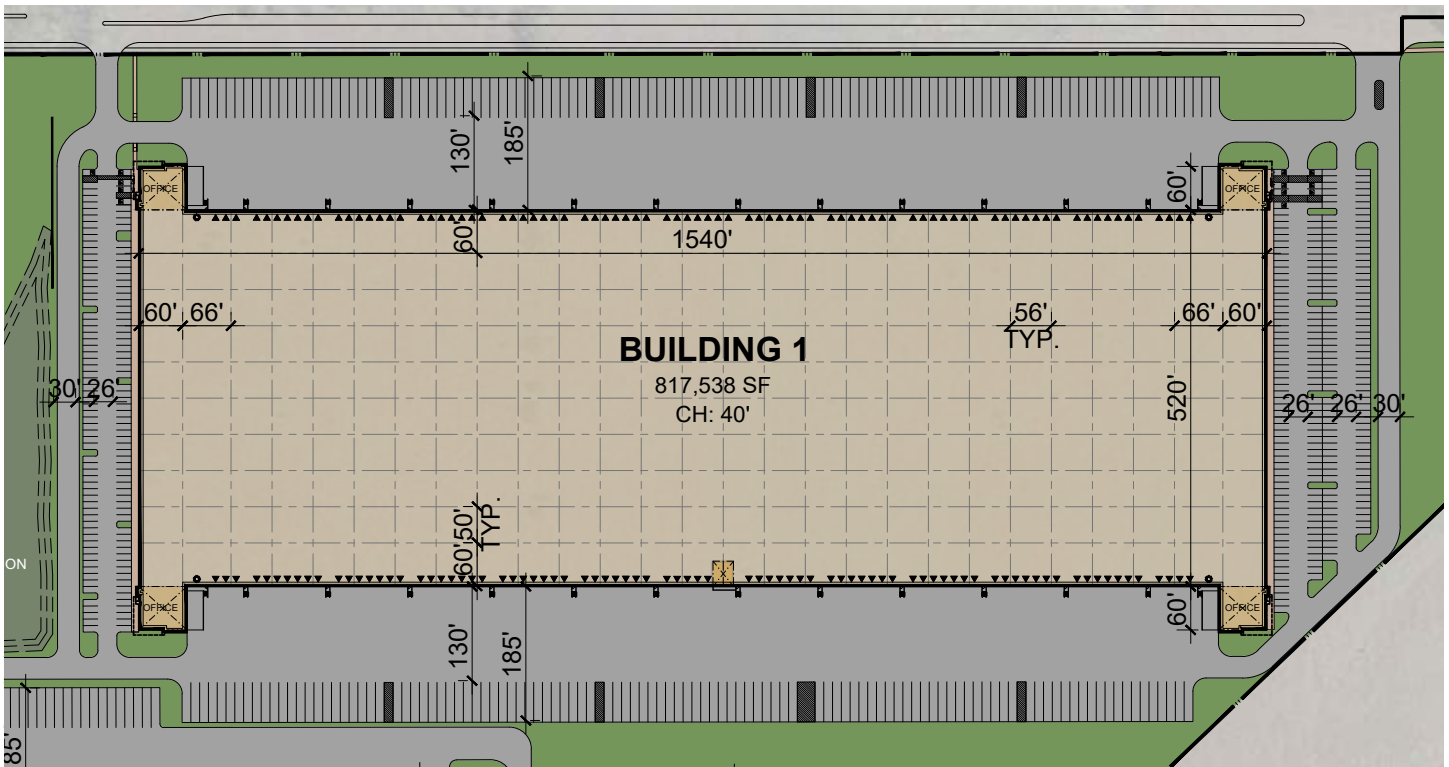 130'
185'
OFFICE
60'
OFFICE
60'
1540'
60'
66'
56'
TYP.
66'
60'
BUILDING 1
817,538 SF
CH: 40'
30'
26'
520'
26'
26'
30'
60'
50'
TYP.
ON
OFFICE
OFFICE
60'
130'
185'
85'